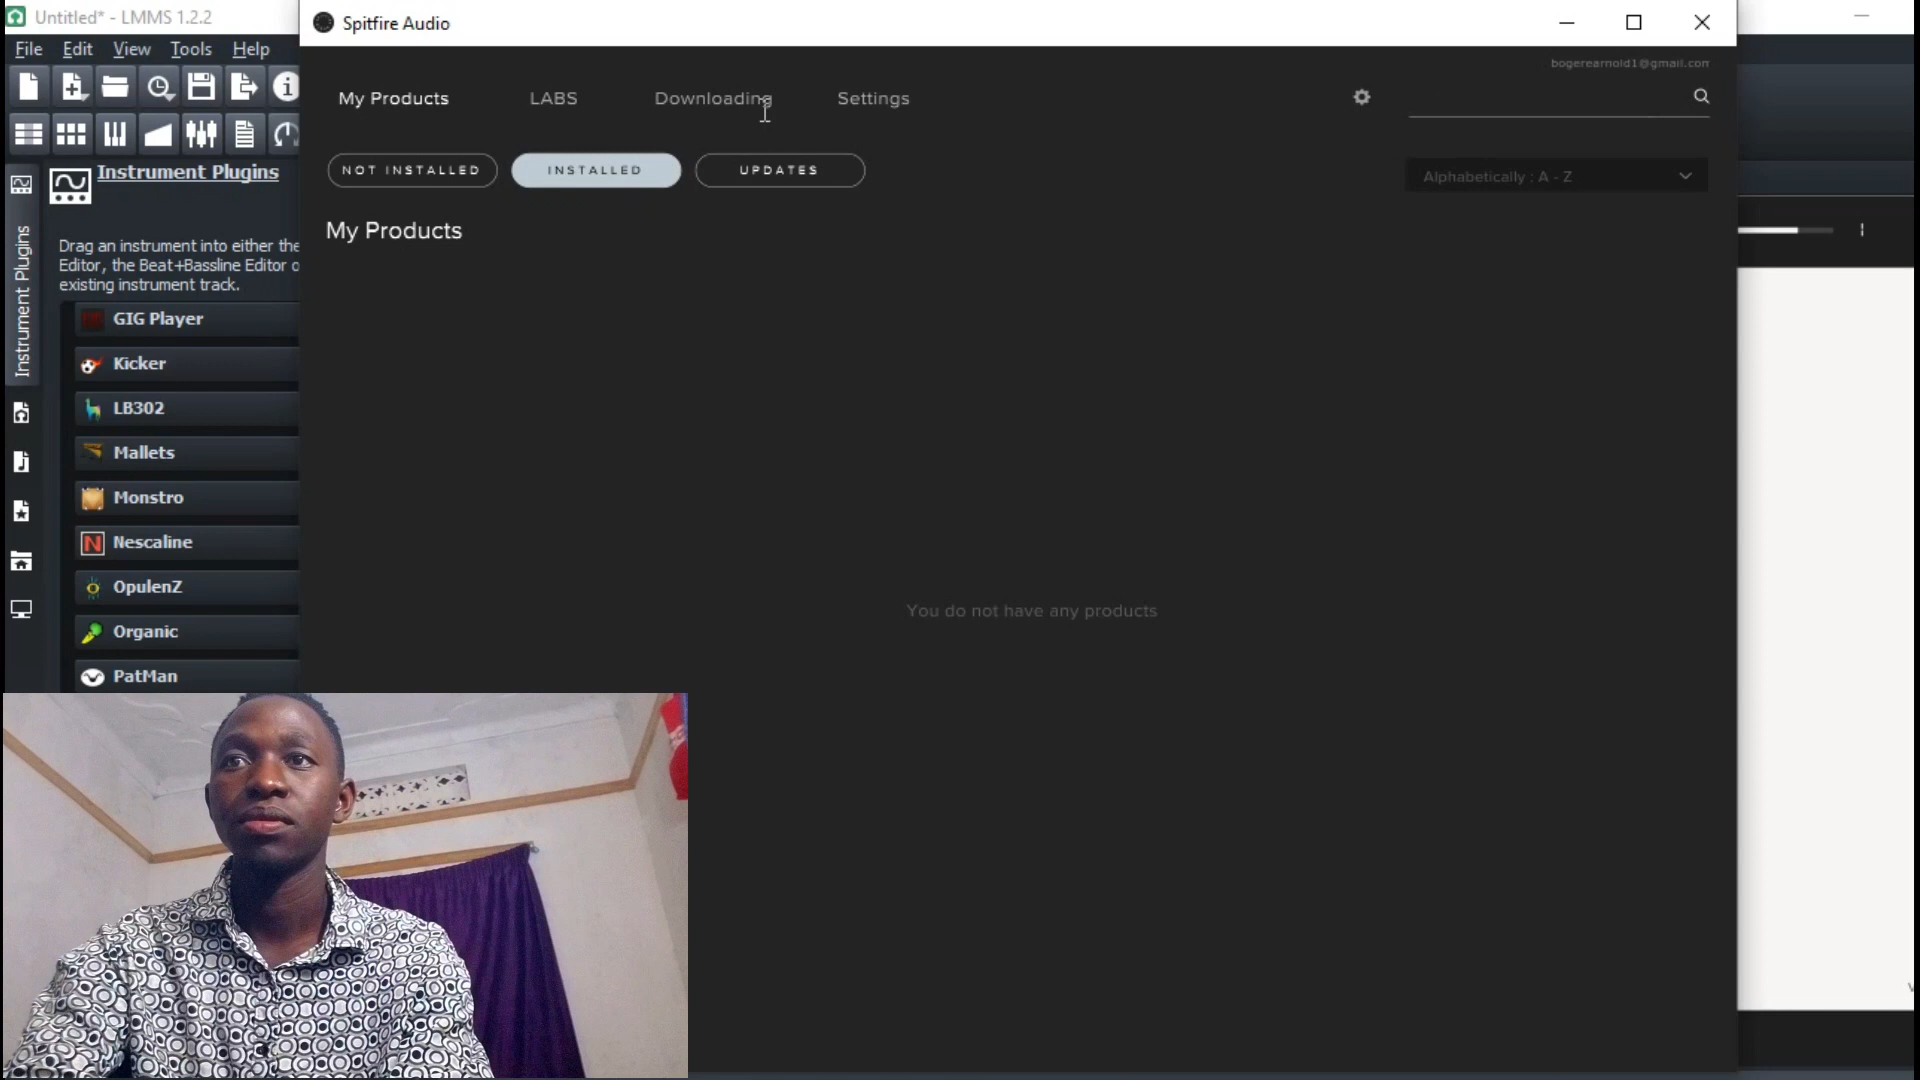 Untitled* - LMMS 1.2.2
File Edit View Tools Help
Instrument Plugins
Instrument Plugins
Drag an instrument into either the
Editor, the Beat+Bassline Editor o
existing instrument track.
GIG Player
Kicker
LB302
Mallets
Monstro
Nescaline
OpulenZ
Organic
PatMan
Spitfire Audio
bogerearnold1@gmail.com
My Products LABS Downloading Settings
NOT INSTALLED INSTALLED UPDATES
Alphabetically : A - Z
My Products
You do not have any products